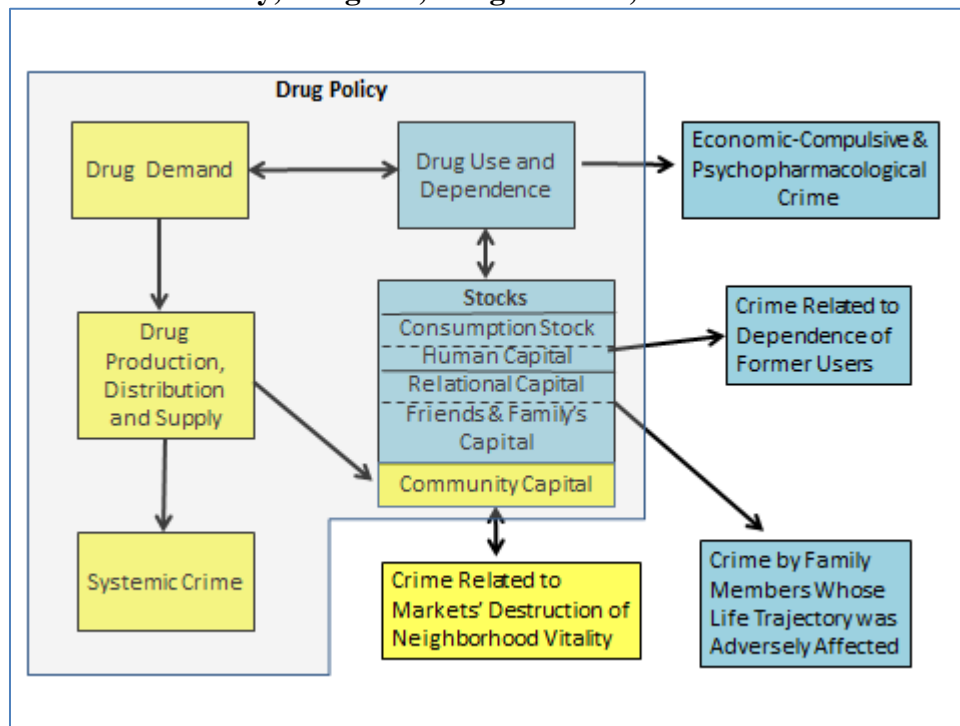 Drug Policy
Drug Demand
Drug Use and
Dependence
Economic-Compulsive &
Psychopharmacological
Crime
Stocks
Consumption Stock
Human Capital
Relational Capital
Friends & Family's
Capital
Community Capital
Drug
Production,
Distribution
and Supply
Crime Related to
Dependence of
Former Users
Systemic Crime
Crime Related to
Markets' Destruction of
Neighborhood Vitality
Crime by Family
Members Whose
Life Trajectory was
Adversely Affected